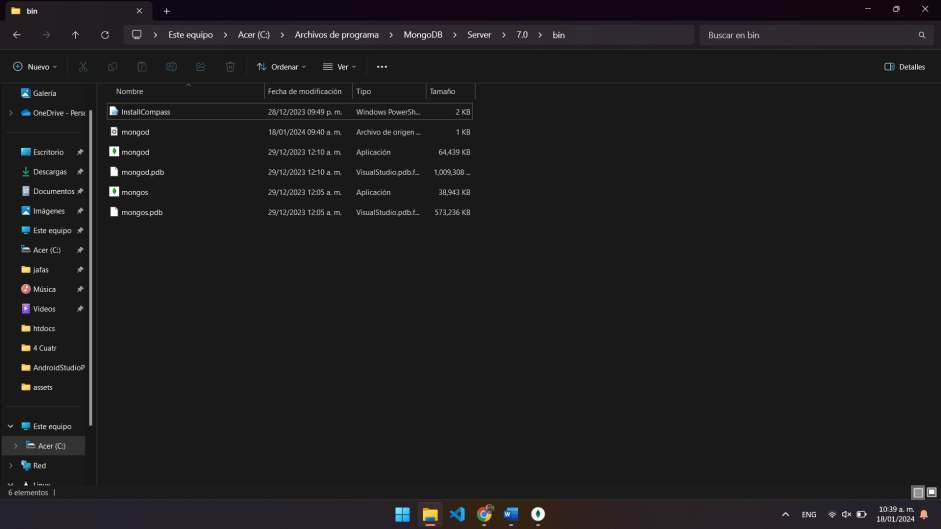 bin
Este equipo > Acer (C:) > Archivos de programa > MongoDB > Server > 7.0 > bin
Buscar en bin
Nuevo
Ordenar
Ver
Detalles
Nombre Fecha de modificación Tipo Tamaño
InstallCompass 28/12/2023 09:49 p. m. Windows PowerSh... 2 KB
mongod 18/01/2024 09:40 a. m. Archivo de origen ... 1 KB
mongod 29/12/2023 12:10 a. m. Aplicación 64,439 KB
mongod.pdb 29/12/2023 12:10 a. m. VisualStudio.pdb.f... 1,009,308 ...
mongos 29/12/2023 12:05 a. m. Aplicación 38,943 KB
mongos.pdb 29/12/2023 12:05 a. m. VisualStudio.pdb.f... 573,236 KB
Galería
OneDrive - Perso
Escritorio
Descargas
Documentos
Imágenes
Este equipo
Acer (C:)
jafas
Música
Videos
htdocs
4 Cuatr
AndroidStudioP
assets
Este equipo
Acer (C:)
Red
Linux
6 elementos
ENG
10:39 a. m.
18/01/2024